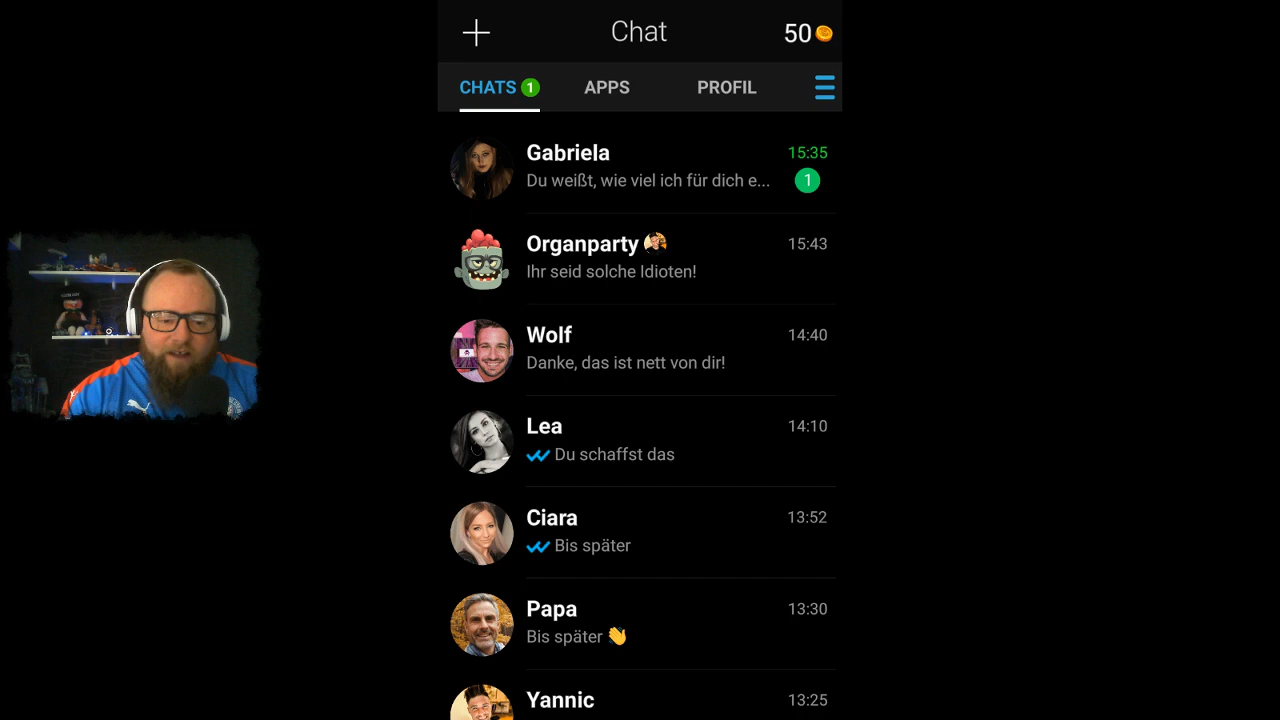 Chat
50
CHATS 1
APPS
PROFIL
Gabriela
15:35
Du weißt, wie viel ich für dich e...
1
Organparty
15:43
Ihr seid solche Idioten!
Wolf
14:40
Danke, das ist nett von dir!
Lea
14:10
Du schaffst das
Ciara
13:52
Bis später
Papa
13:30
Bis später 👋
Yannic
13:25